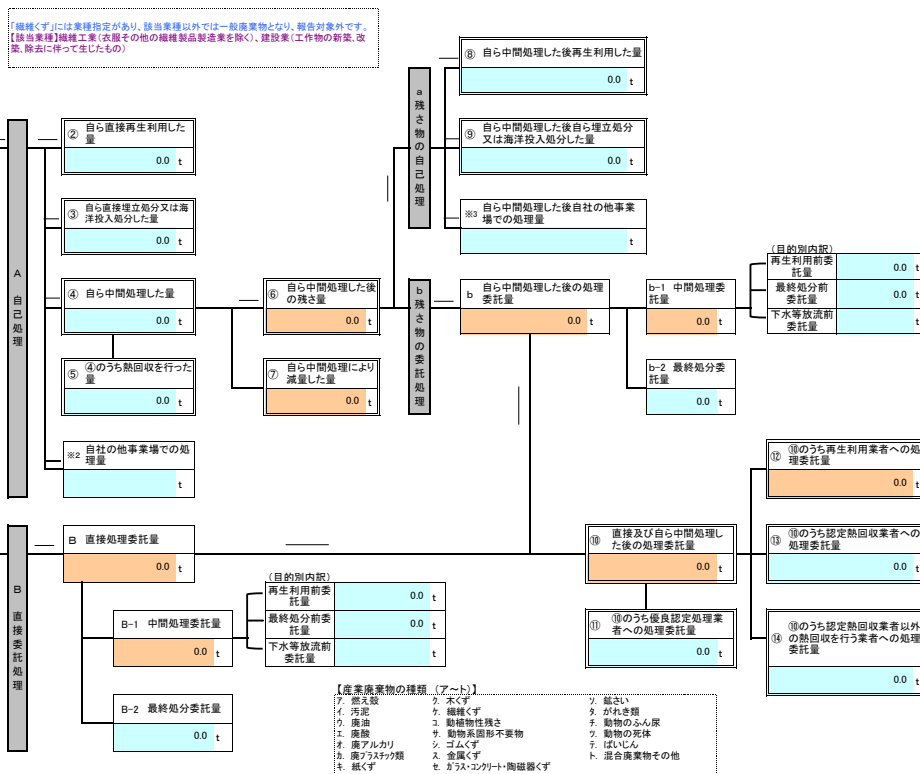 「繊維くず」には業種指定があり、該当業種以外では一般廃棄物となり、報告対象外です。
【該当業種】繊維工業(衣服その他の繊維製品製造業を除く)、建設業(工作物の新築、改
築、除去に伴って生じたもの)
A 自己処理
② 自ら直接再生利用した
量
0.0 t
③ 自ら直接埋立処分又は海
洋投入処分した量
0.0 t
④ 自ら中間処理した量
0.0 t
⑤ ④のうち熱回収を行った
量
0.0 t
※2 自社の他事業場での処
理量
t
⑥ 自ら中間処理した後
の残さ量
0.0 t
⑦ 自ら中間処理により
減量した量
0.0 t
a 残さ物の自己処理
⑧ 自ら中間処理した後再生利用した量
0.0 t
⑨ 自ら中間処理した後自ら埋立処分
又は海洋投入処分した量
0.0 t
※3 自ら中間処理した後自社の他事業
場での処理量
t
b 残さ物の委託処理
b 自ら中間処理した後の処理
委託量
0.0 t
b-1 中間処理委
託量
0.0 t
b-2 最終処分委
託量
0.0 t
(目的別内訳)
再生利用前委
託量
0.0 t
最終処分前
委託量
0.0 t
下水等放流前
委託量
t
B 直接委託処理
B 直接処理委託量
0.0 t
B-1 中間処理委託量
0.0 t
B-2 最終処分委託量
0.0 t
(目的別内訳)
再生利用前委
託量
0.0 t
最終処分前委
託量
0.0 t
下水等放流前
委託量
t
⑩ 直接及び自ら中間処理し
た後の処理委託量
0.0 t
⑪ ⑩のうち優良認定処理業
者への処理委託量
0.0 t
⑫ ⑩のうち再生利用業者への処
理委託量
0.0 t
⑬ ⑩のうち認定熱回収業者への
処理委託量
0.0 t
⑭ ⑩のうち認定熱回収業者以外
の熱回収を行う業者への処理
委託量
0.0 t
【産業廃棄物の種類 (ア~ト)】
ア. 燃え殻
イ. 汚泥
ウ. 廃油
エ. 廃酸
オ. 廃アルカリ
カ. 廃プラスチック類
キ. 紙くず
ク. 木くず
ケ. 繊維くず
コ. 動植物性残さ
サ. 動物系固形不要物
シ. ゴムくず
ス. 金属くず
セ. ガラス・コンクリート・陶磁器くず
ソ. 鉱さい
タ. がれき類
チ. 動物のふん尿
ツ. 動物の死体
テ. ばいじん
ト. 混合廃棄物その他